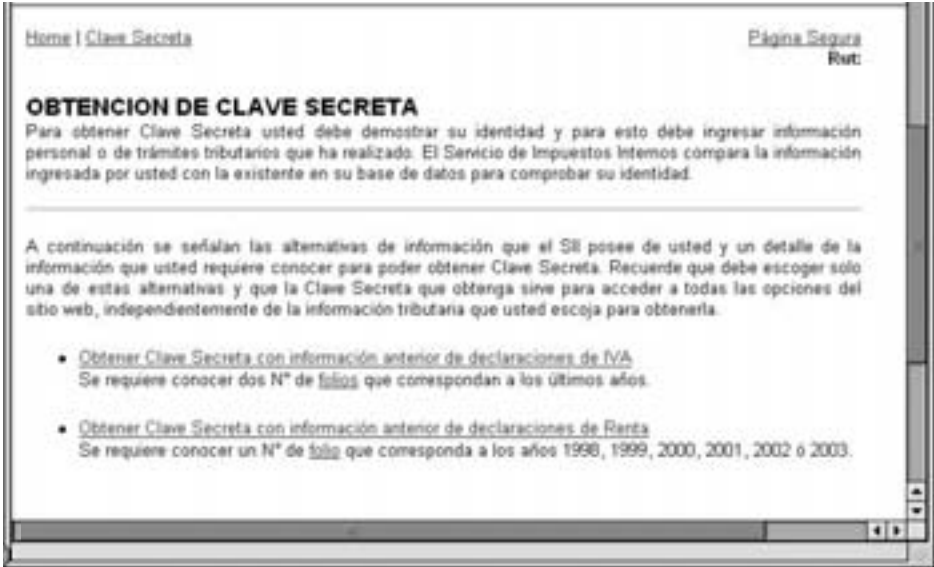 Home | Clave Secreta
Página Segura
Rut:
OBTENCION DE CLAVE SECRETA
Para obtener Clave Secreta usted debe demostrar su identidad y para esto debe ingresar información
personal o de trámites tributarios que ha realizado. El Servicio de Impuestos Internos compara la información
ingresada por usted con la existente en su base de datos para comprobar su identidad.
A continuación se señalan las alternativas de información que el SII posee de usted y un detalle de la
información que usted requiere conocer para poder obtener Clave Secreta. Recuerde que debe escoger solo
una de estas alternativas y que la Clave Secreta que obtenga sirve para acceder a todas las opciones del
sitio web, independientemente de la información tributaria que usted escoja para obtenerla.
• Obtener Clave Secreta con información anterior de declaraciones de IVA
Se requiere conocer dos N° de folios que correspondan a los últimos años.
• Obtener Clave Secreta con información anterior de declaraciones de Renta
Se requiere conocer un N° de folio que corresponda a los años 1998, 1999, 2000, 2001, 2002 ó 2003.